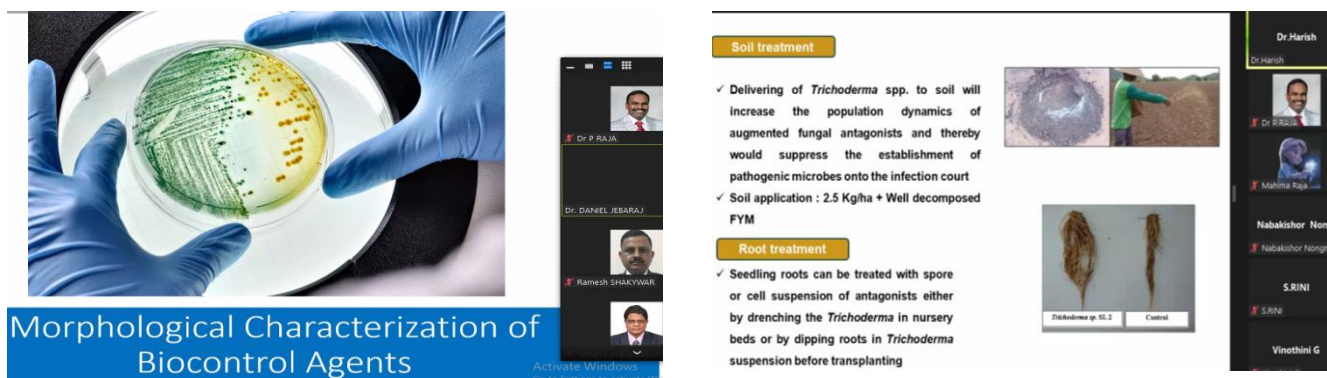 Dr P RAJA
Dr. DANIEL JEBARAJ
Ramesh SHAKYWAR
Morphological Characterization of
Biocontrol Agents
Activate Windows
Soil treatment
✓ Delivering of Trichoderma spp. to soil will
increase the population dynamics of
augmented fungal antagonists and thereby
would suppress the establishment of
pathogenic microbes onto the infection court
✓ Soil application : 2.5 Kg/ha + Well decomposed
FYM
Root treatment
✓ Seedling roots can be treated with spore
or cell suspension of antagonists either
by drenching the Trichoderma in nursery
beds or by dipping roots in Trichoderma
suspension before transplanting
Trichoderma sp. SL 2
Control
Dr.Harish
Dr.Harish
Dr P RAJA
Mahima Raja
Nabakishor Non
Nabakishor Nongr
S.RINI
S.RINI
Vinothini G